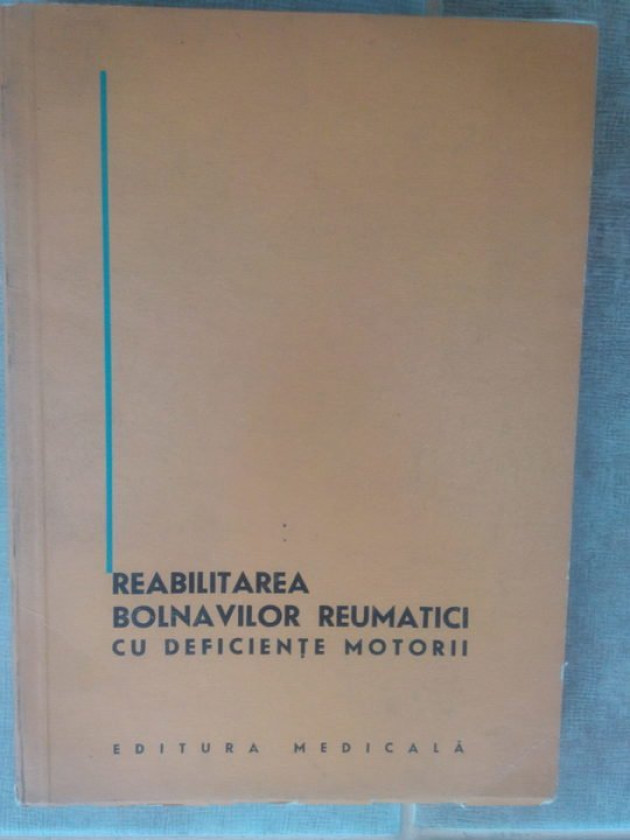 REABILITAREA
BOLNAVILOR REUMATICI
CU DEFICIENȚE MOTORII
EDITURA MEDICALĂ